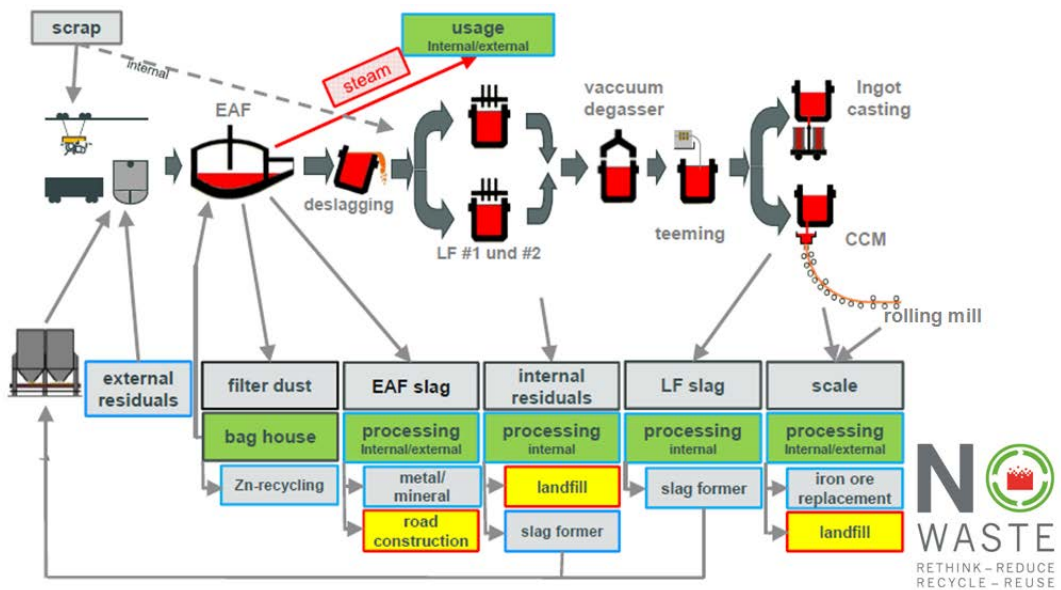 scrap
usage
Internal/external
internal
steam
EAF
vaccuum
degasser
Ingot
casting
deslagging
LF #1 und #2
teeming
CCM
rolling mill
external
residuals
filter dust
EAF slag
internal
residuals
LF slag
scale
bag house
processing
Internal/external
processing
internal
processing
internal
processing
Internal/external
Zn-recycling
metal/
mineral
landfill
slag former
iron ore
replacement
road
construction
slag former
landfill
NO
WASTE
RETHINK – REDUCE
RECYCLE – REUSE